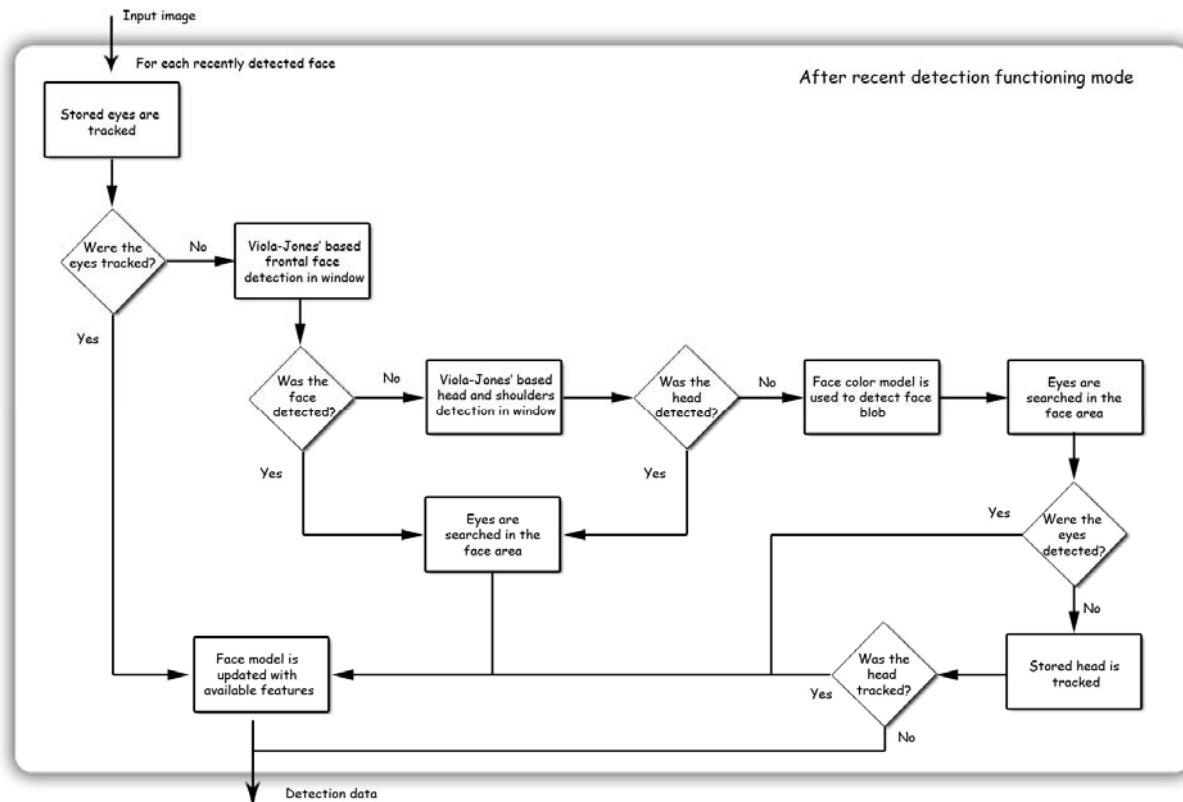 Input image
For each recently detected face
After recent detection functioning mode
Stored eyes are
tracked
Were the
eyes tracked?
No
Yes
Viola-Jones' based
frontal face
detection in window
Was the
face
detected?
No
Yes
Viola-Jones' based
head and shoulders
detection in window
Was the
head
detected?
No
Yes
Face color model is
used to detect face
blob
Eyes are
searched in the
face area
Eyes are
searched in the
face area
Were the
eyes
detected?
Yes
No
Stored head is
tracked
Was the
head
tracked?
Yes
No
Face model is
updated with
available features
Detection data